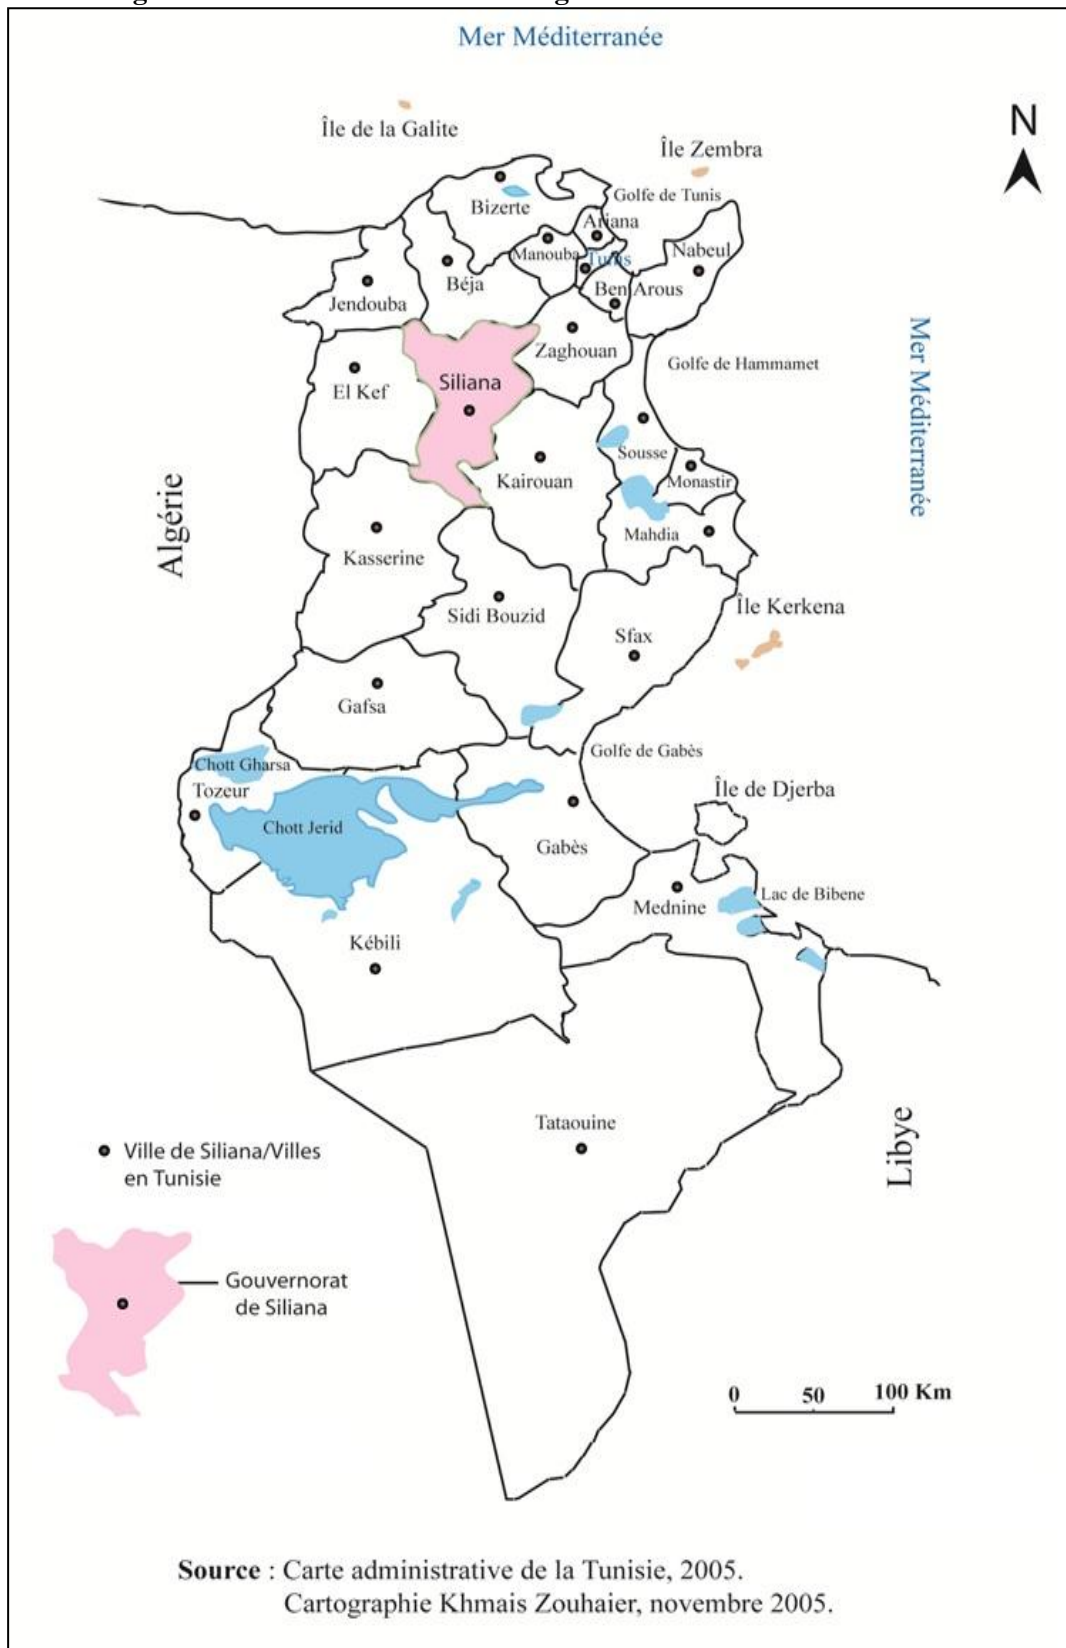 Mer Méditerranée
Île de la Galite
N
Île Zembra
Golfe de Tunis
Bizerte
Ariana
Manouba
Tunis
Nabeul
Béja
Jendouba
Ben Arous
Zaghouan
Golfe de Hammamet
Mer Méditerranée
El Kef
Siliana
Sousse
Kairouan
Monastir
Mahdia
Algérie
Kasserine
Sidi Bouzid
Île Kerkena
Sfax
Gafsa
Golfe de Gabès
Chott Gharsa
Tozeur
Île de Djerba
Chott Jerid
Gabès
Lac de Bibene
Mednine
Kébili
Tataouine
Libye
Ville de Siliana/Villes
en Tunisie
Gouvernorat
de Siliana
0 50 100 Km
Source : Carte administrative de la Tunisie, 2005.
Cartographie Khmais Zouhaier, novembre 2005.